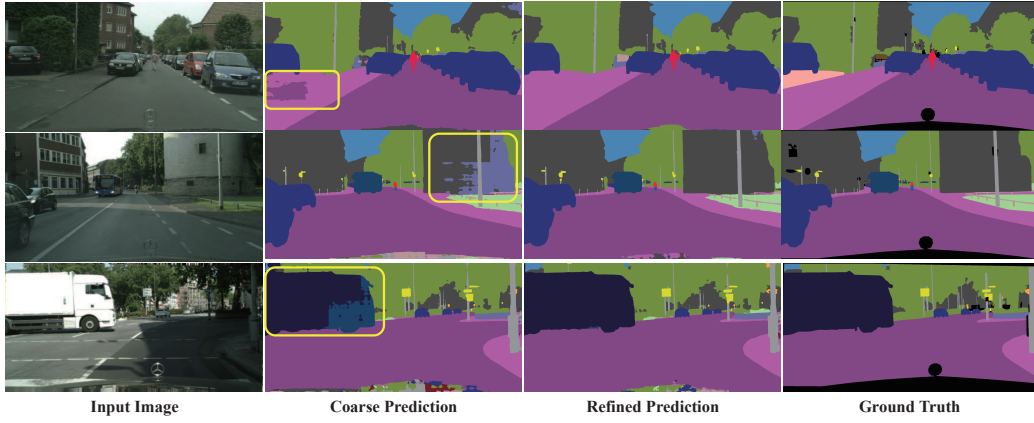 Input Image
Coarse Prediction
Refined Prediction
Ground Truth